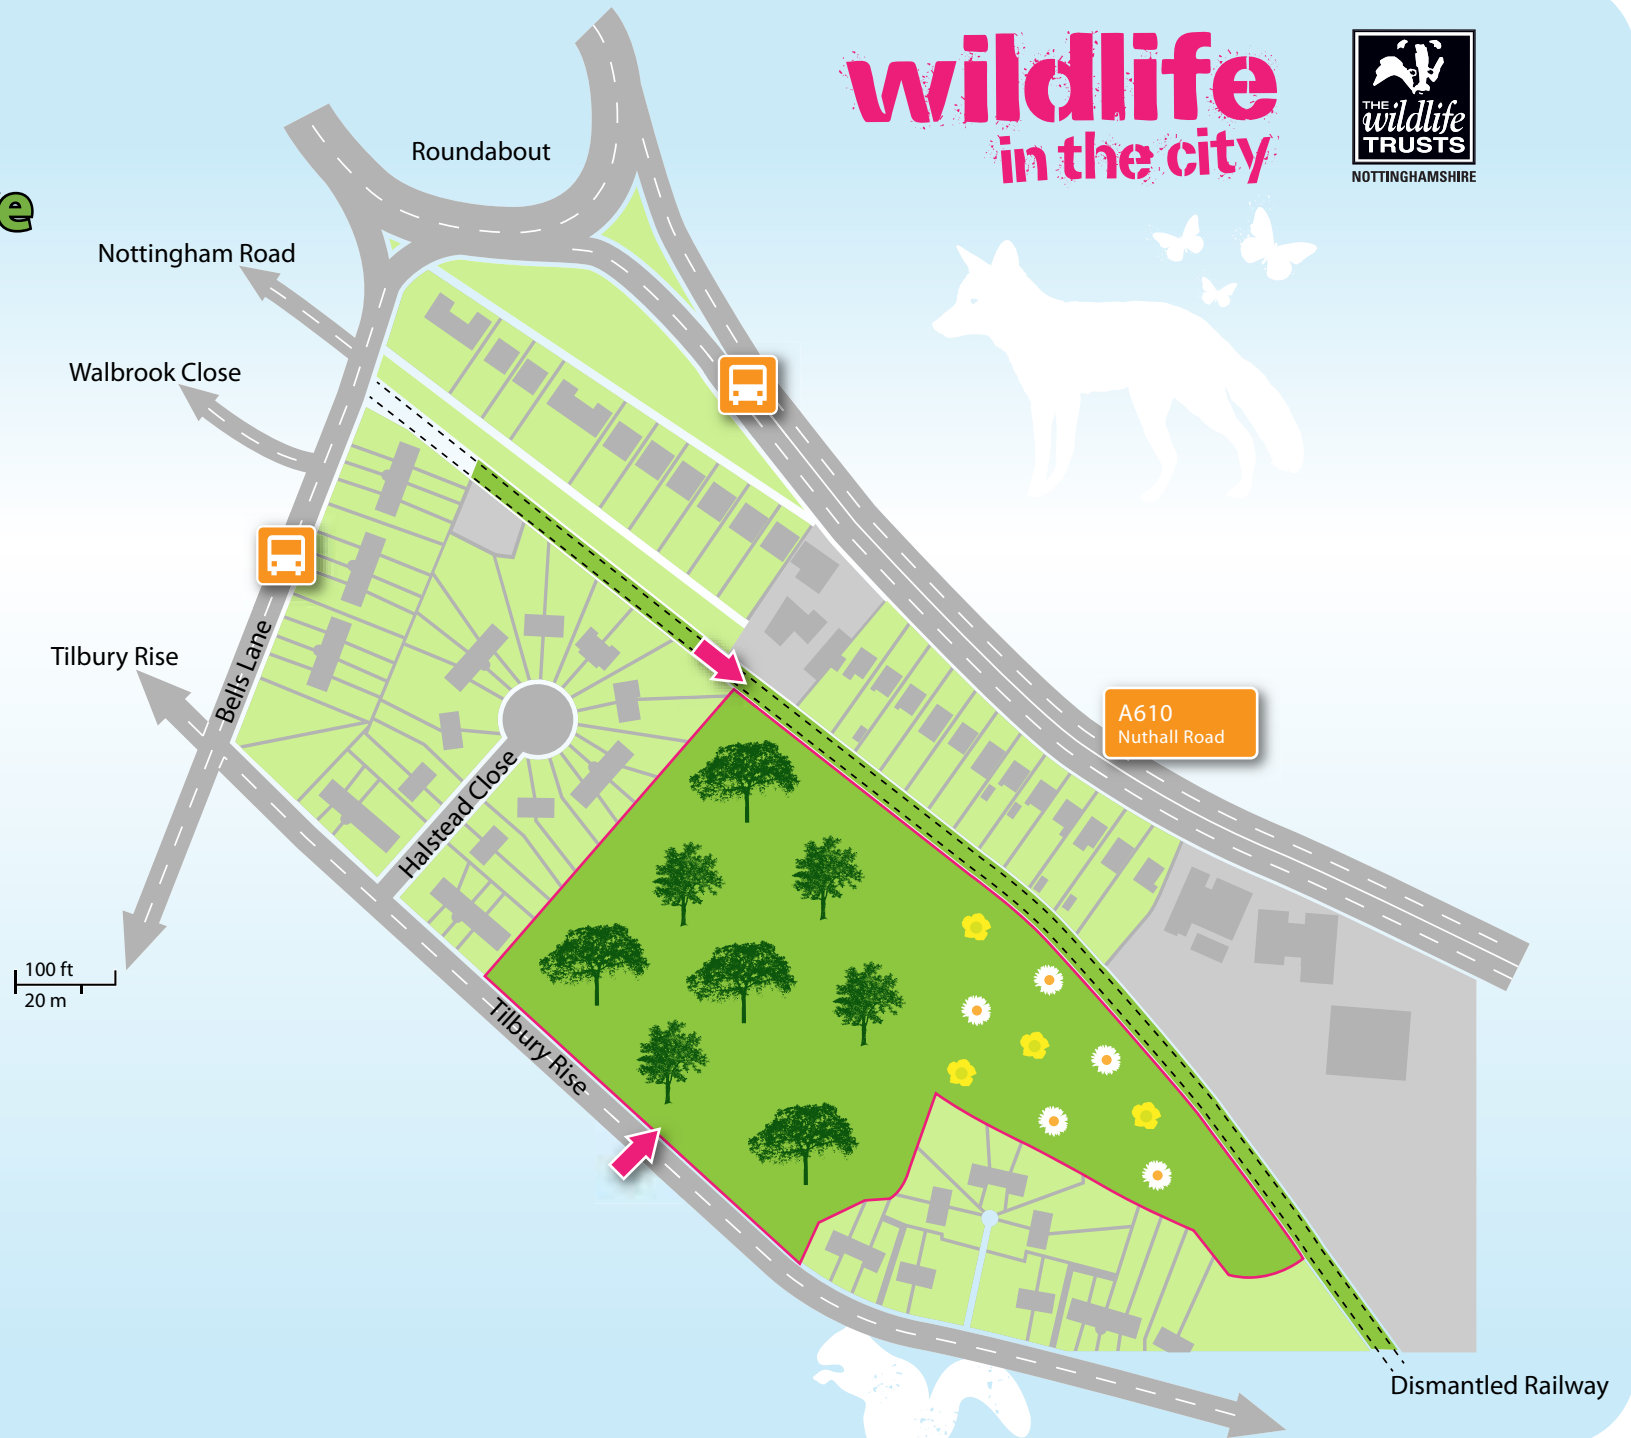 wildlife
in the city
THE
wildlife
TRUSTS
NOTTINGHAMSHIRE
Roundabout
e
Nottingham Road
Walbrook Close
Tilbury Rise
Bells Lane
Halstead Close
A610
Nuthall Road
100 ft
20 m
Tilbury Rise
Dismantled Railway